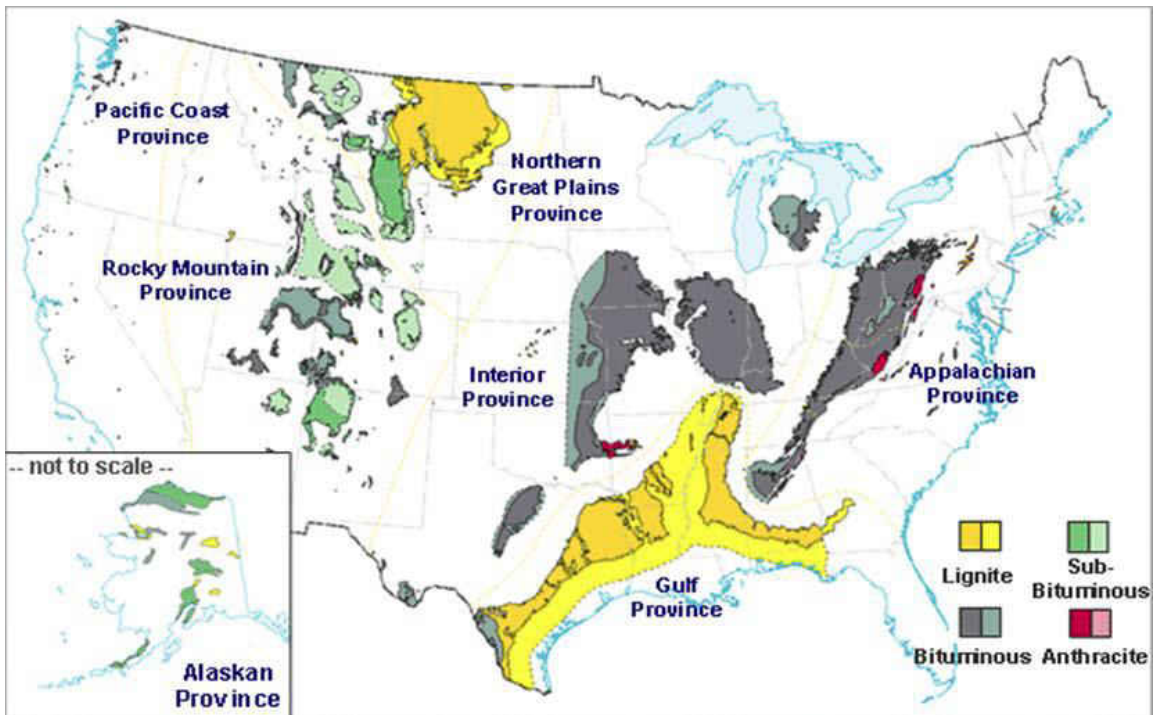 Pacific Coast
Province
Northern
Great Plains
Province
Rocky Mountain
Province
Interior
Province
Appalachian
Province
-- not to scale --
Gulf
Province
Alaskan
Province
Lignite
Sub-
Bituminous
Bituminous
Anthracite